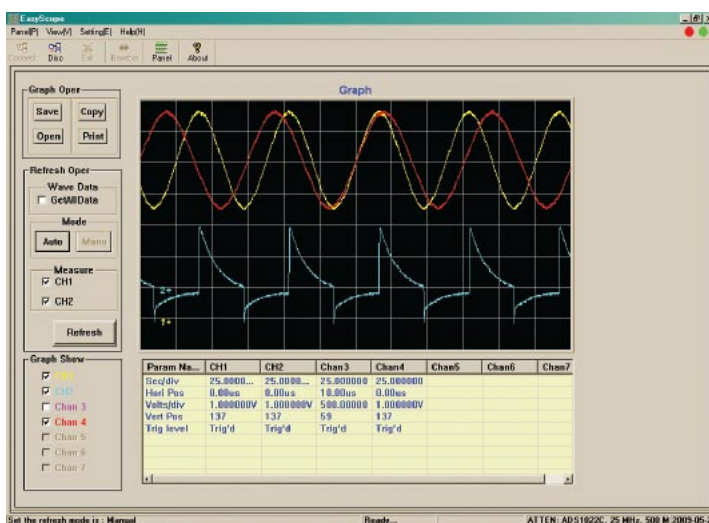 EasyScope
Parnel(P) View(V) Setting(E) Help(H)
Connect Disc Exit Panel About
Graph Oper
Save Copy
Open Print
Refresh Oper
Wave Data
GetAllData
Mode
Auto Manu
Measure
CH1
CH2
Refresh
Graph Show
CH1
CH2
Chan 3
Chan 4
Chan 5
Chan 6
Chan 7
Graph
2+
1+
Param Na... CH1 CH2 Chan3 Chan4 Chan5 Chan6 Chan7
Sec/div 25.0000... 25.0000... 25.000000 25.000000
Hori Pos 0.00us 0.00us 10.00us 0.00us
Volts/div 1.000000V 1.000000V 500.00000 1.000000V
Vert Pos 137 137 59 137
Trig level Trig'd Trig'd Trig'd Trig'd
Set the refresh mode is : Manual
Ready...
ATTEN: ADS1022C, 25 MHz, 500 M 2009-05-